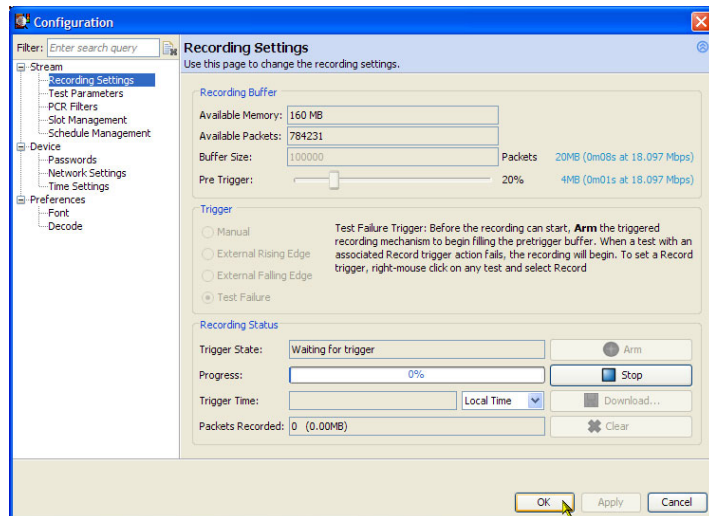 Configuration
Filter: Enter search query
Stream
Recording Settings
Test Parameters
PCR Filters
Slot Management
Schedule Management
Device
Passwords
Network Settings
Time Settings
Preferences
Font
Decode
Recording Settings
Use this page to change the recording settings.
Recording Buffer
Available Memory: 160 MB
Available Packets: 784231
Buffer Size: 100000 Packets 20MB (0m08s at 18.097 Mbps)
Pre Trigger: 20% 4MB (0m01s at 18.097 Mbps)
Trigger
Manual
External Rising Edge
External Falling Edge
Test Failure
Test Failure Trigger: Before the recording can start, Arm the triggered
recording mechanism to begin filling the pretrigger buffer. When a test with an
associated Record trigger action fails, the recording will begin. To set a Record
trigger, right-mouse click on any test and select Record
Recording Status
Trigger State: Waiting for trigger Arm
Progress: 0% Stop
Trigger Time: Local Time Download...
Packets Recorded: 0 (0.00MB) Clear
OK Apply Cancel